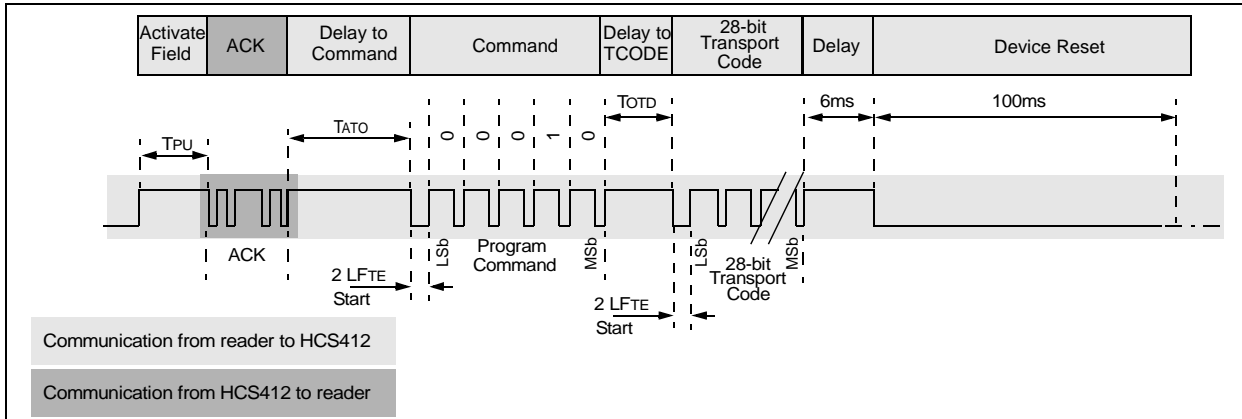 Activate
Field
ACK
Delay to
Command
Command
Delay to
TCODE
28-bit
Transport
Code
Delay
Device Reset
TPU
TATO
0 0 0 1 0
TOTD
6ms
100ms
ACK
LSb
Program
Command
MSb
LSb
28-bit
Transport
Code
MSb
2 LFTE
Start
2 LFTE
Start
Communication from reader to HCS412
Communication from HCS412 to reader